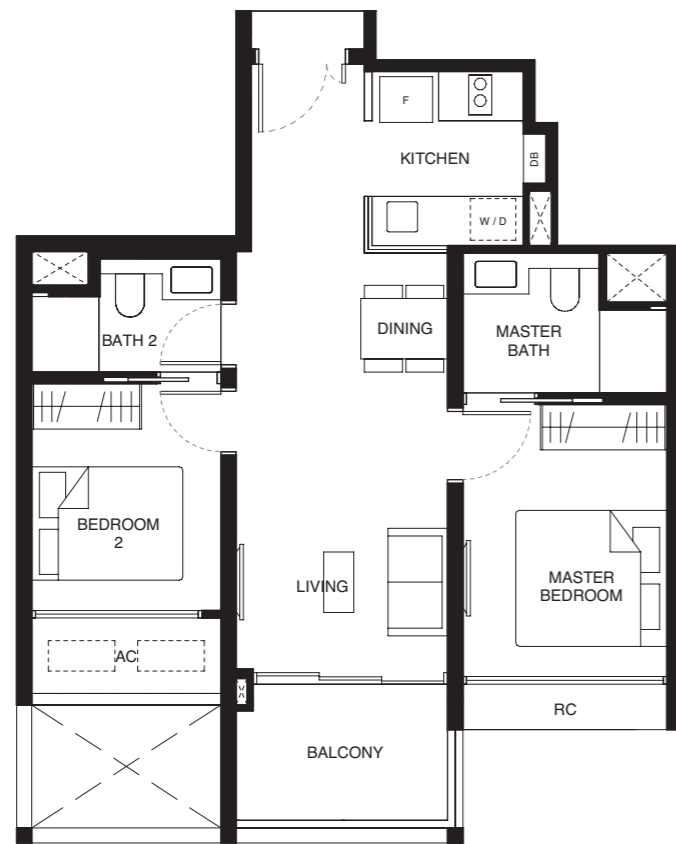 F
KITCHEN
DB
W / D
DINING
BATH 2
MASTER
BATH
BEDROOM
2
LIVING
MASTER
BEDROOM
AC
RC
BALCONY